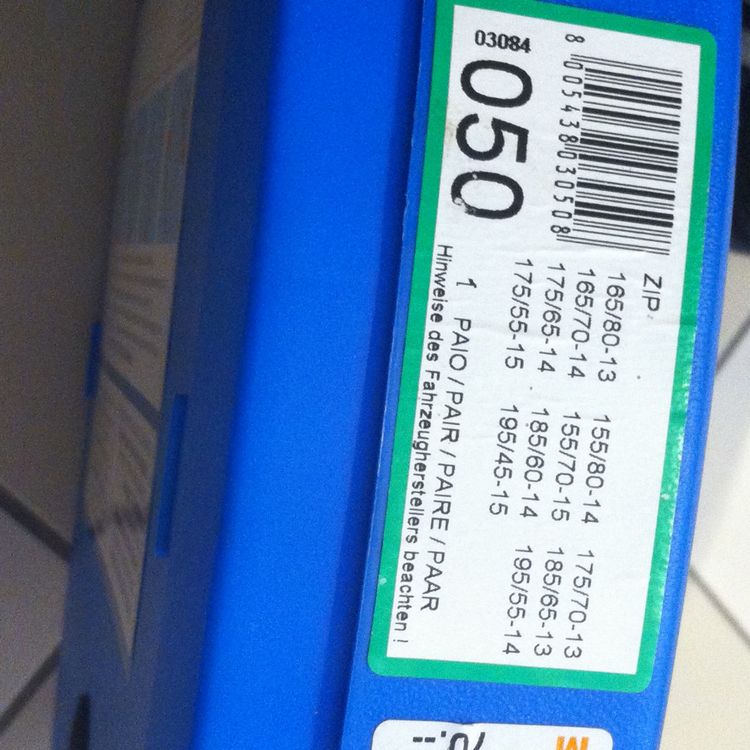 8 005438 030508
03084
050
ZIP
165/80-13 155/80-14 175/70-13
165/70-14 155/70-15 185/65-13
175/65-14 185/60-14 195/55-14
175/55-15 195/45-15
1 PAIO / PAIR / PAIRE / PAAR
Hinweise des Fahrzeugherstellers beachten !